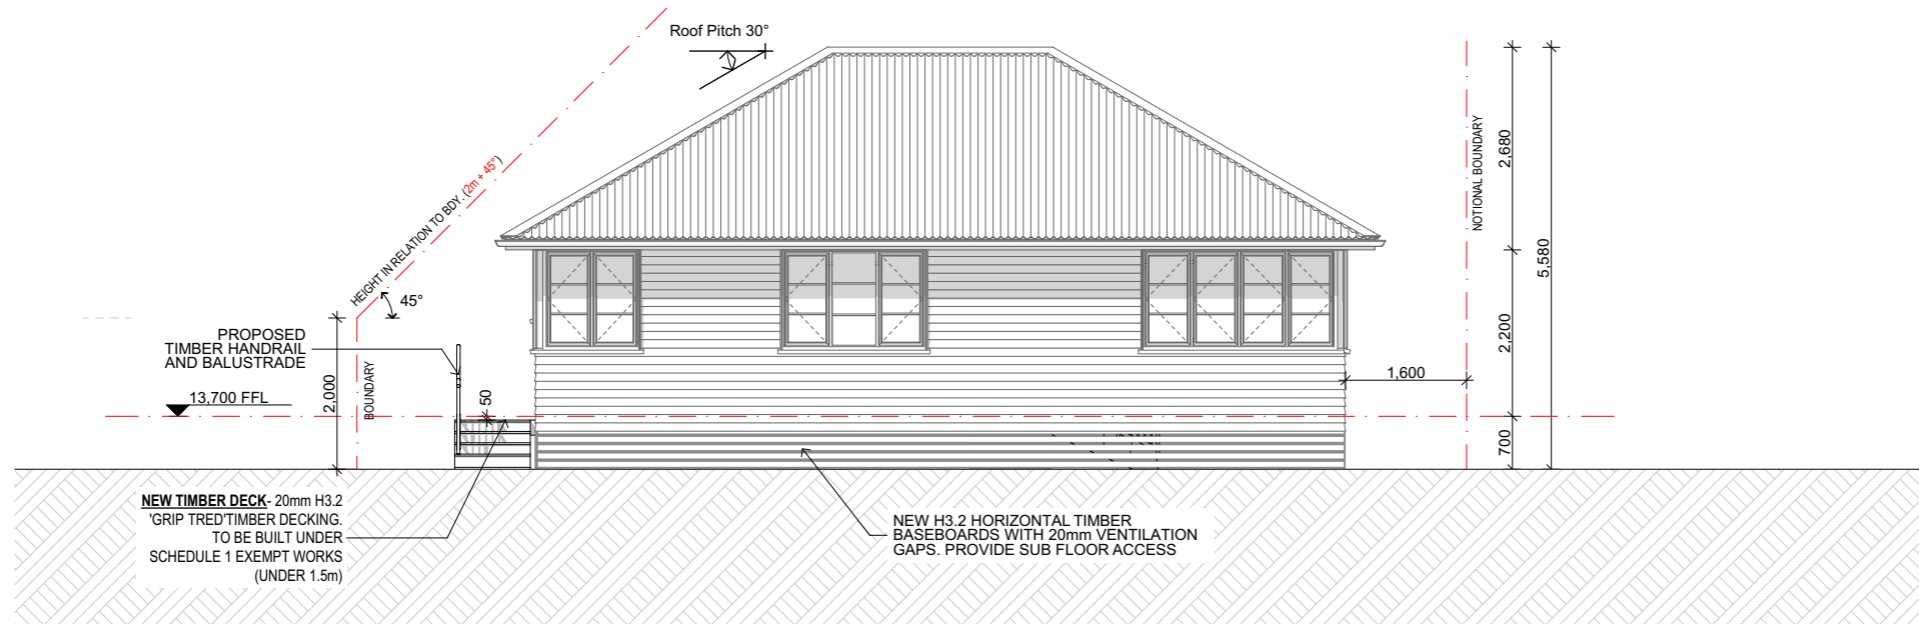 Roof Pitch 30°
HEIGHT IN RELATION TO BDY. (2m + 45°)
45°
PROPOSED
TIMBER HANDRAIL
AND BALUSTRADE
13,700 FFL
2,000
BOUNDARY
50
NEW TIMBER DECK- 20mm H3.2
'GRIP TRED'TIMBER DECKING.
TO BE BUILT UNDER
SCHEDULE 1 EXEMPT WORKS
(UNDER 1.5m)
NEW H3.2 HORIZONTAL TIMBER
BASEBOARDS WITH 20mm VENTILATION
GAPS. PROVIDE SUB FLOOR ACCESS
1,600
NOTIONAL BOUNDARY
2,680
2,200
700
5,580